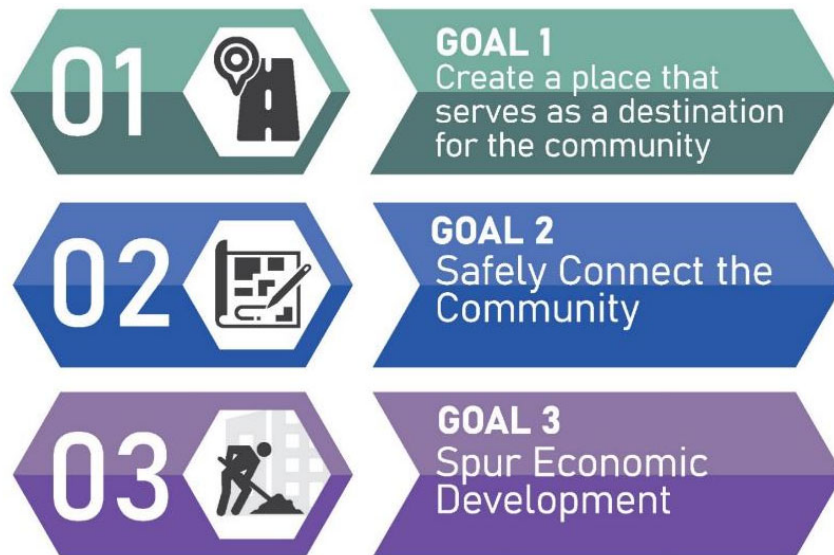 01
GOAL 1
Create a place that
serves as a destination
for the community
02
GOAL 2
Safely Connect the
Community
03
GOAL 3
Spur Economic
Development